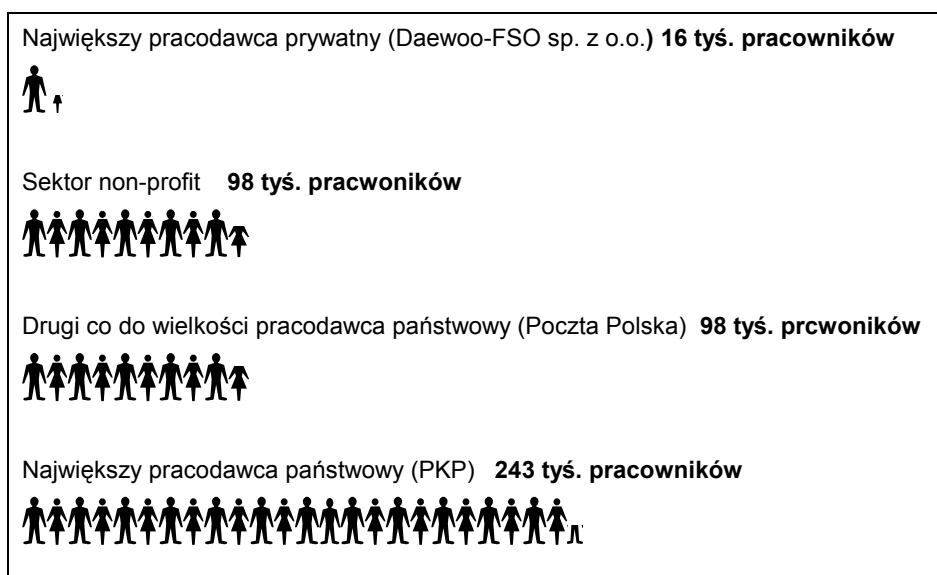 Największy pracodawca prywatny (Daewoo-FSO sp. z o.o.) 16 tyś. pracowników
Sektor non-profit 98 tyś. pracwoników
Drugi co do wielkości pracodawca państwowy (Poczta Polska) 98 tyś. prcwoników
Największy pracodawca państwowy (PKP) 243 tyś. pracowników